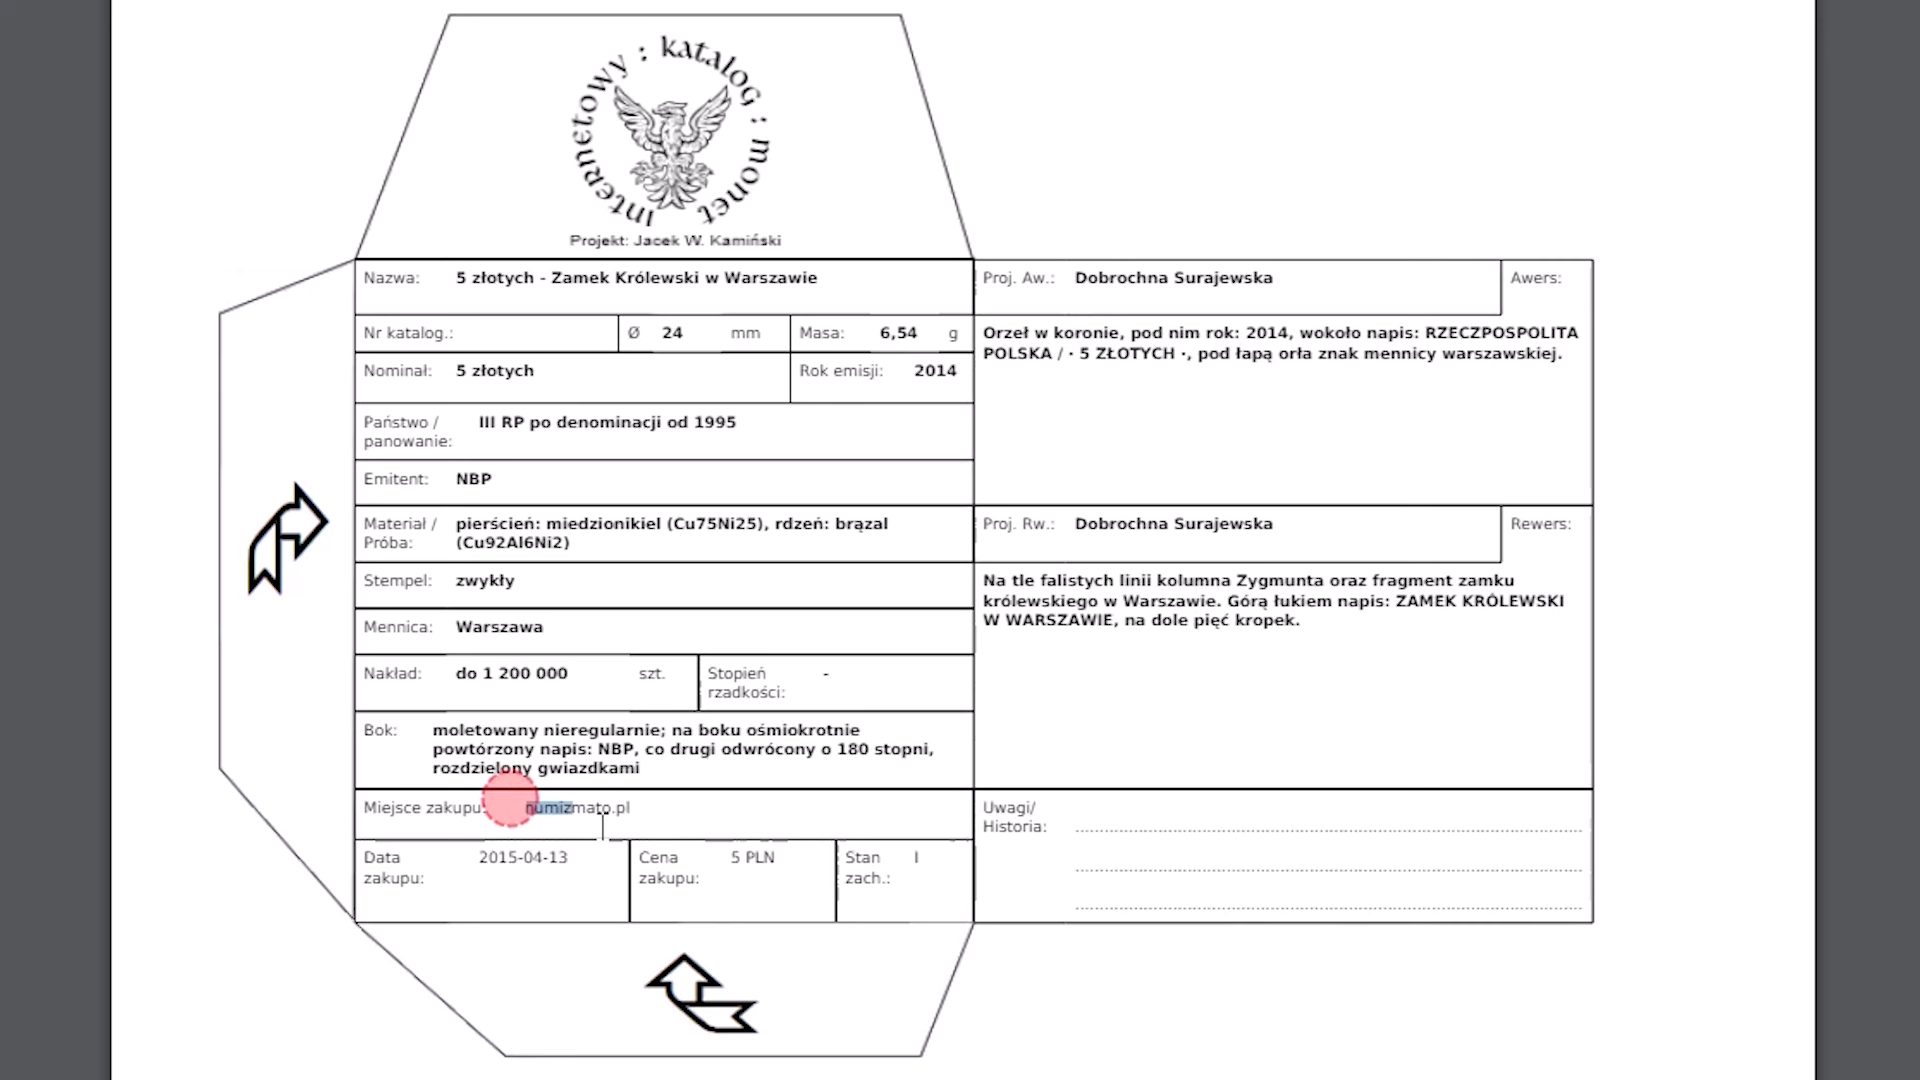 internetowy : katalog : monet
Projekt: Jacek W. Kamiński
Nazwa: 5 złotych - Zamek Królewski w Warszawie
Nr katalog.: Ø 24 mm Masa: 6,54 g
Nominał: 5 złotych Rok emisji: 2014
Państwo / III RP po denominacji od 1995
panowanie:
Emitent: NBP
Materiał / pierścień: miedzionikiel (Cu75Ni25), rdzeń: brązal
Próba: (Cu92Al6Ni2)
Stempel: zwykły
Mennica: Warszawa
Nakład: do 1 200 000 szt. Stopień -
rzadkości:
Bok: moletowany nieregularnie; na boku ośmiokrotnie
powtórzony napis: NBP, co drugi odwrócony o 180 stopni,
rozdzielony gwiazdkami
Miejsce zakupu: numizmato.pl
Data 2015-04-13 Cena 5 PLN Stan I
zakupu: zakupu: zach.:
Proj. Aw.: Dobrochna Surajewska Awers:
Orzeł w koronie, pod nim rok: 2014, wokoło napis: RZECZPOSPOLITA
POLSKA / · 5 ZŁOTYCH ·, pod łapą orła znak mennicy warszawskiej.
Proj. Rw.: Dobrochna Surajewska Rewers:
Na tle falistych linii kolumna Zygmunta oraz fragment zamku
królewskiego w Warszawie. Górą łukiem napis: ZAMEK KRÓLEWSKI
W WARSZAWIE, na dole pięć kropek.
Uwagi/
Historia: